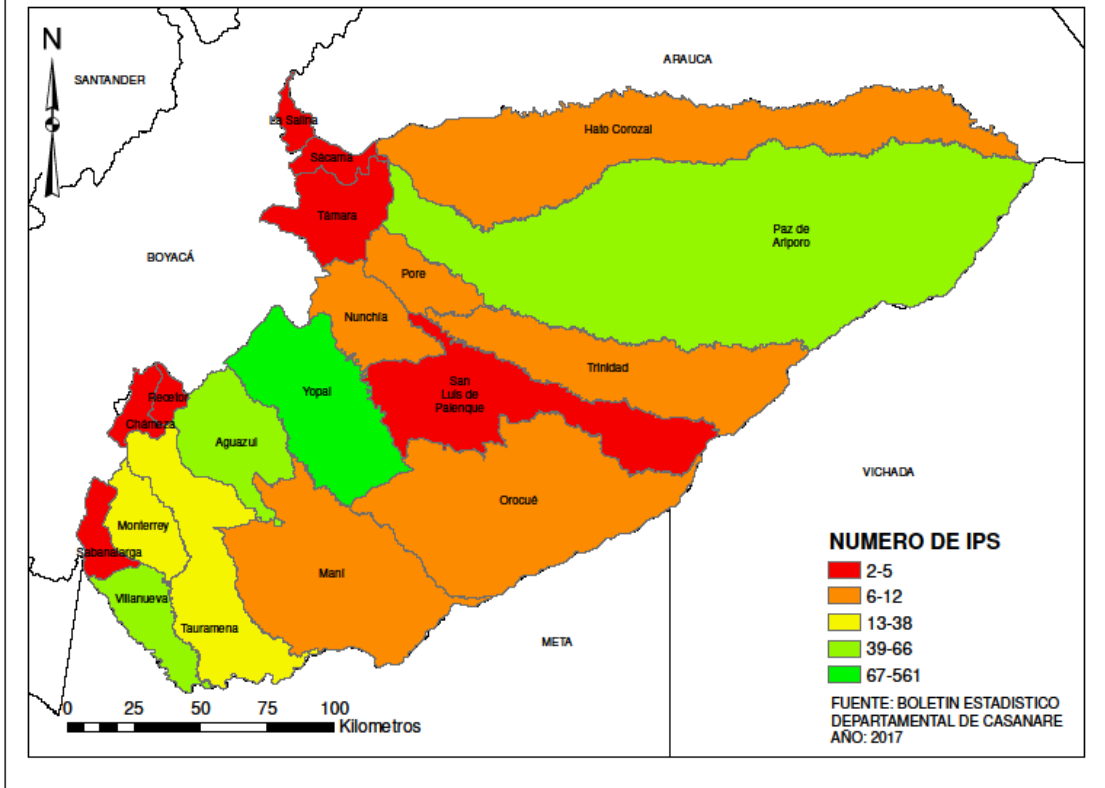 N
SANTANDER
ARAUCA
La Salina
Hato Corozal
Sácama
Támara
Paz de
Ariporo
BOYACÁ
Pore
Nunchía
Trinidad
Yopal
San
Luis de
Palenque
Recetor
Chámeza
Aguazul
VICHADA
Orocué
Monterrey
Sabanalarga
Maní
Villanueva
Tauramena
META
NUMERO DE IPS
2-5
6-12
13-38
39-66
67-561
FUENTE: BOLETIN ESTADISTICO
DEPARTAMENTAL DE CASANARE
AÑO: 2017
0 25 50 75 100
Kilometros